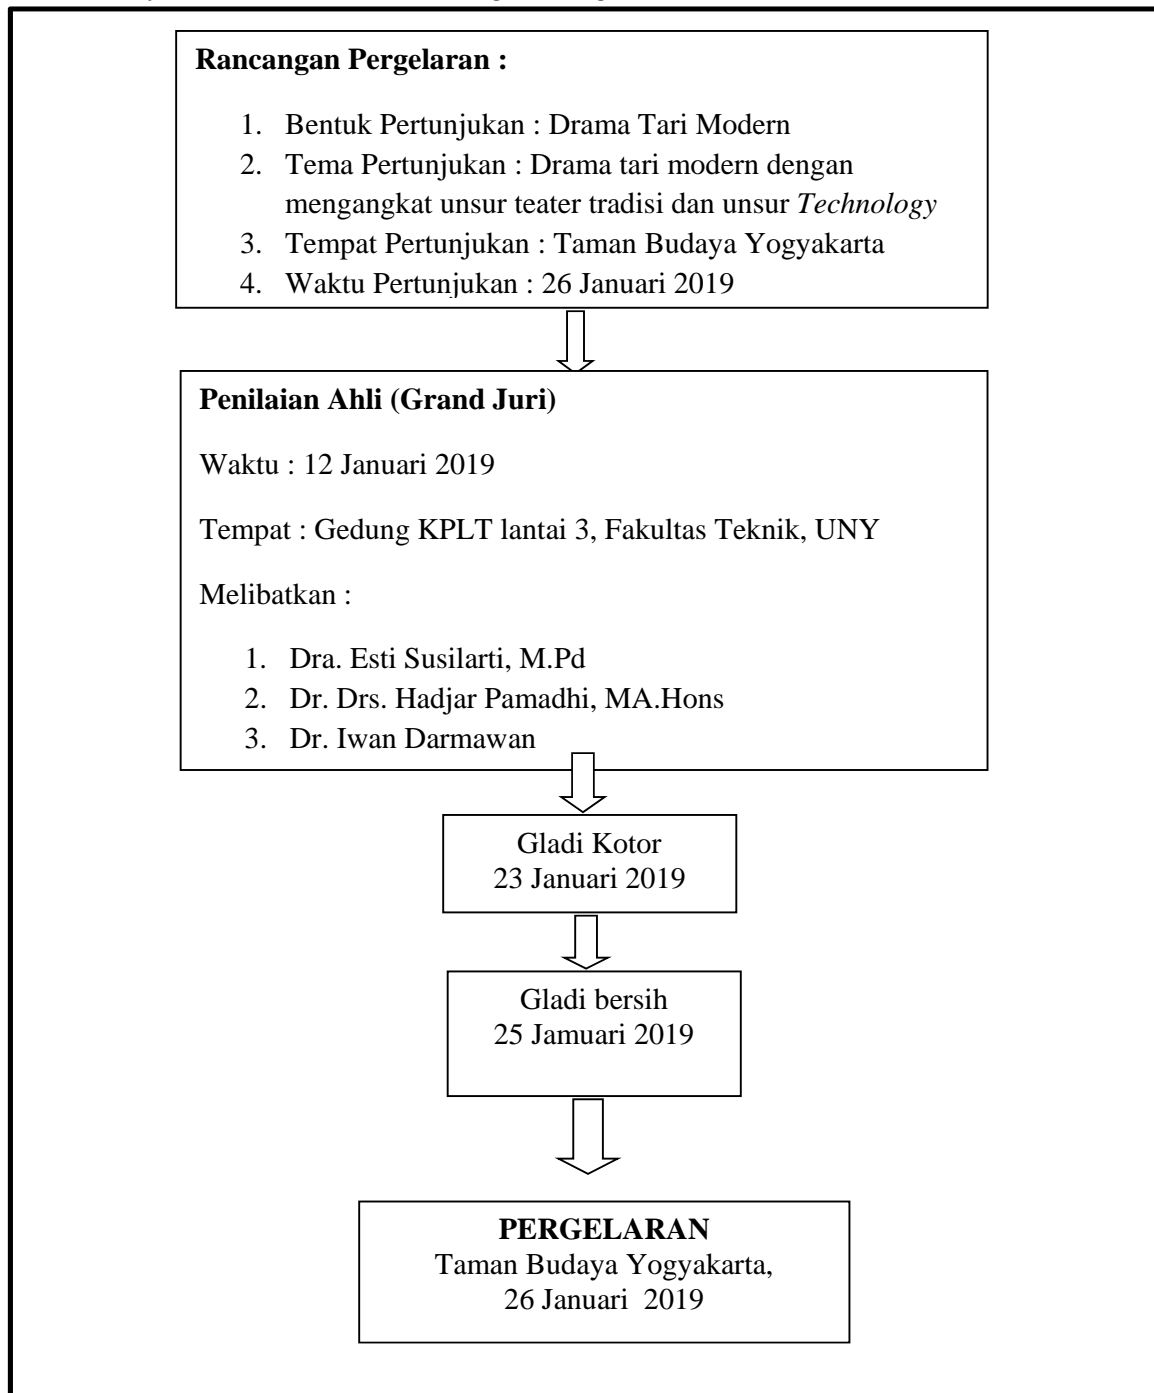 Rancangan Pergelaran :
1. Bentuk Pertunjukan : Drama Tari Modern
2. Tema Pertunjukan : Drama tari modern dengan
mengangkat unsur teater tradisi dan unsur Technology
3. Tempat Pertunjukan : Taman Budaya Yogyakarta
4. Waktu Pertunjukan : 26 Januari 2019
Penilaian Ahli (Grand Juri)
Waktu : 12 Januari 2019
Tempat : Gedung KPLT lantai 3, Fakultas Teknik, UNY
Melibatkan :
1. Dra. Esti Susilarti, M.Pd
2. Dr. Drs. Hadjar Pamadhi, MA.Hons
3. Dr. Iwan Darmawan
Gladi Kotor
23 Januari 2019
Gladi bersih
25 Jamuari 2019
PERGELARAN
Taman Budaya Yogyakarta,
26 Januari  2019